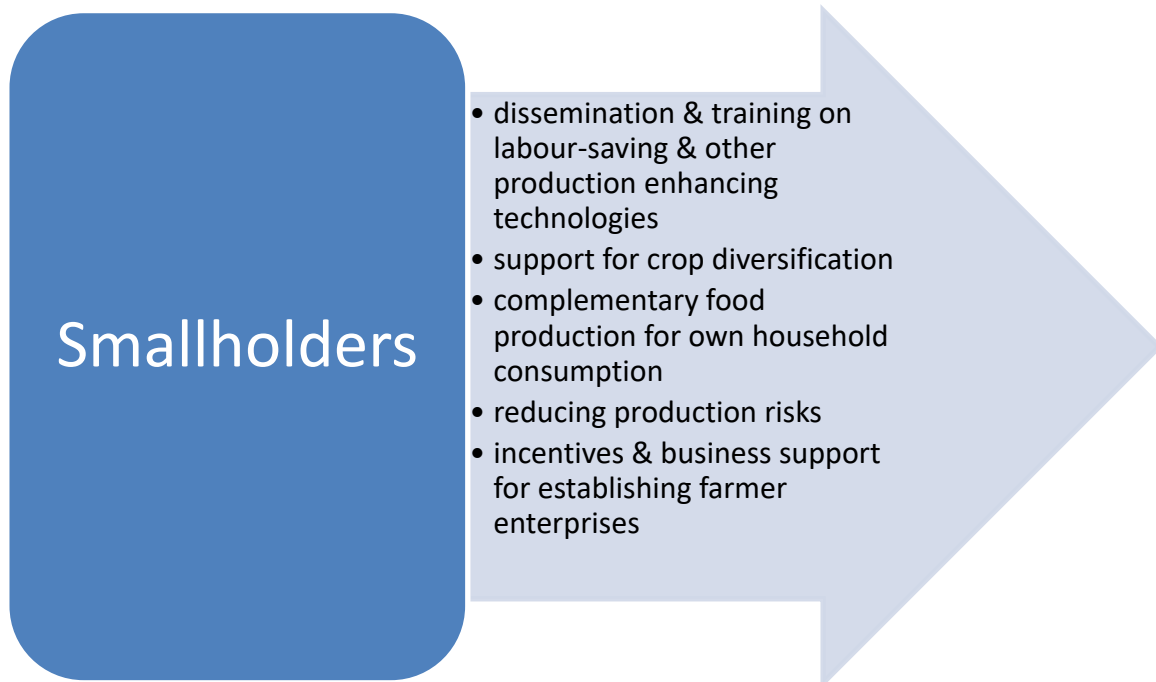 Smallholders
• dissemination & training on
labour-saving & other
production enhancing
technologies
• support for crop diversification
• complementary food
production for own household
consumption
• reducing production risks
• incentives & business support
for establishing farmer
enterprises